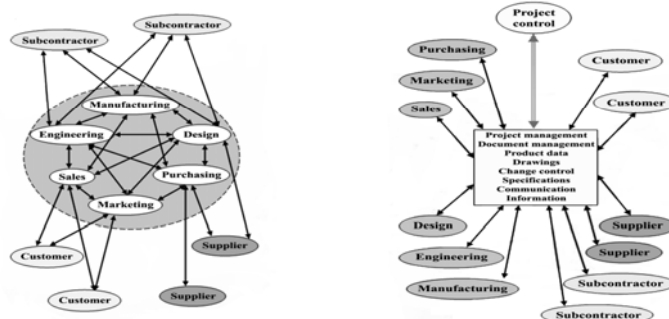 Subcontractor
Subcontractor
Manufacturing
Engineering
Design
Sales
Purchasing
Marketing
Customer
Supplier
Customer
Supplier
Project
control
Purchasing
Customer
Marketing
Customer
Sales
Project management
Document management
Product data
Drawings
Change control
Specifications
Communication
Information
Design
Supplier
Engineering
Supplier
Manufacturing
Subcontractor
Subcontractor